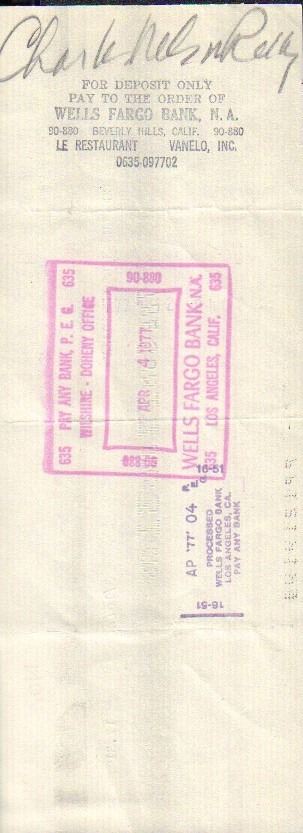 Charles Nelson Reilly
FOR DEPOSIT ONLY
PAY TO THE ORDER OF
WELLS FARGO BANK, N. A.
90-880 BEVERLY HILLS, CALIF. 90-880
LE RESTAURANT VANELO, INC.
0635-097702
635 635
PAY ANY BANK, P. E. G.
WILSHIRE - DOHENY OFFICE
90-880 90-880
APR 4 1977
WELLS FARGO BANK N.A.
635 635
LOS ANGELES, CALIF.
AP '77' 04
P. E. G.
16-51 16-51
PROCESSED
WELLS FARGO BANK
LOS ANGELES, CA.
PAY ANY BANK